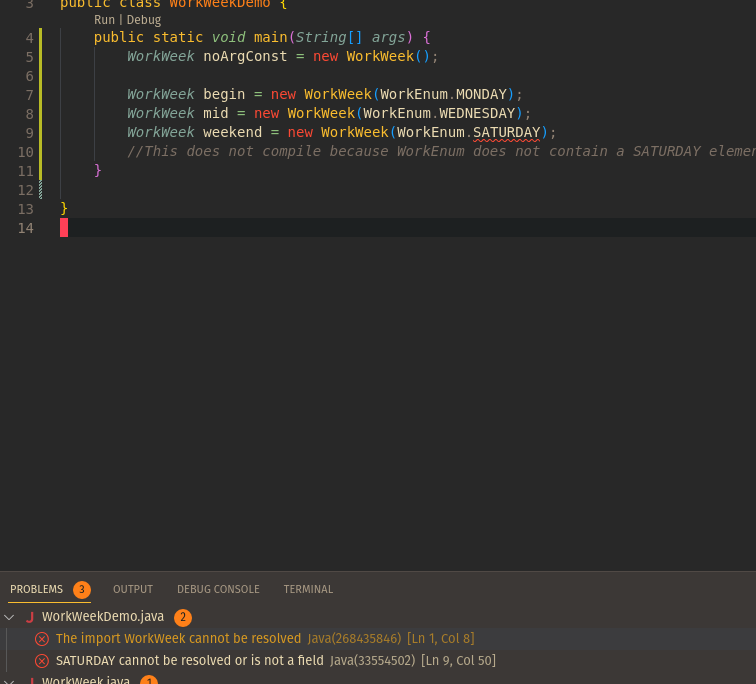 3 public class WorkWeekDemo {
Run | Debug
4 public static void main(String[] args) {
5 WorkWeek noArgConst = new WorkWeek();
6
7 WorkWeek begin = new WorkWeek(WorkEnum.MONDAY);
8 WorkWeek mid = new WorkWeek(WorkEnum.WEDNESDAY);
9 WorkWeek weekend = new WorkWeek(WorkEnum.SATURDAY);
10 //This does not compile because WorkEnum does not contain a SATURDAY elemen
11 }
12
13 }
14
PROBLEMS 3 OUTPUT DEBUG CONSOLE TERMINAL
J WorkWeekDemo.java 2
The import WorkWeek cannot be resolved Java(268435846) [Ln 1, Col 8]
SATURDAY cannot be resolved or is not a field Java(33554502) [Ln 9, Col 50]
J WorkWeek.java 1